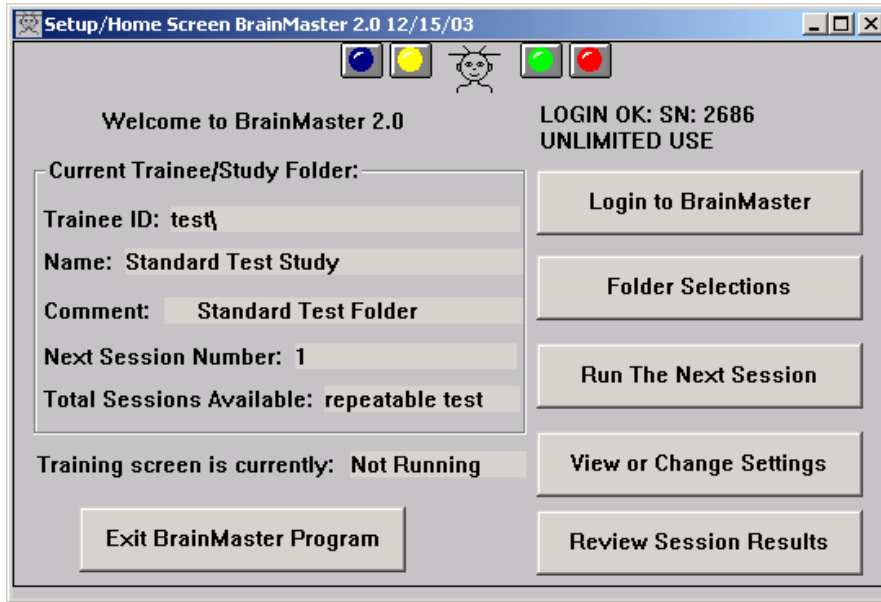 Setup/Home Screen BrainMaster 2.0 12/15/03
Welcome to BrainMaster 2.0
LOGIN OK: SN: 2686
UNLIMITED USE
Current Trainee/Study Folder:
Trainee ID: test\
Name: Standard Test Study
Comment: Standard Test Folder
Next Session Number: 1
Total Sessions Available: repeatable test
Training screen is currently: Not Running
Exit BrainMaster Program
Login to BrainMaster
Folder Selections
Run The Next Session
View or Change Settings
Review Session Results